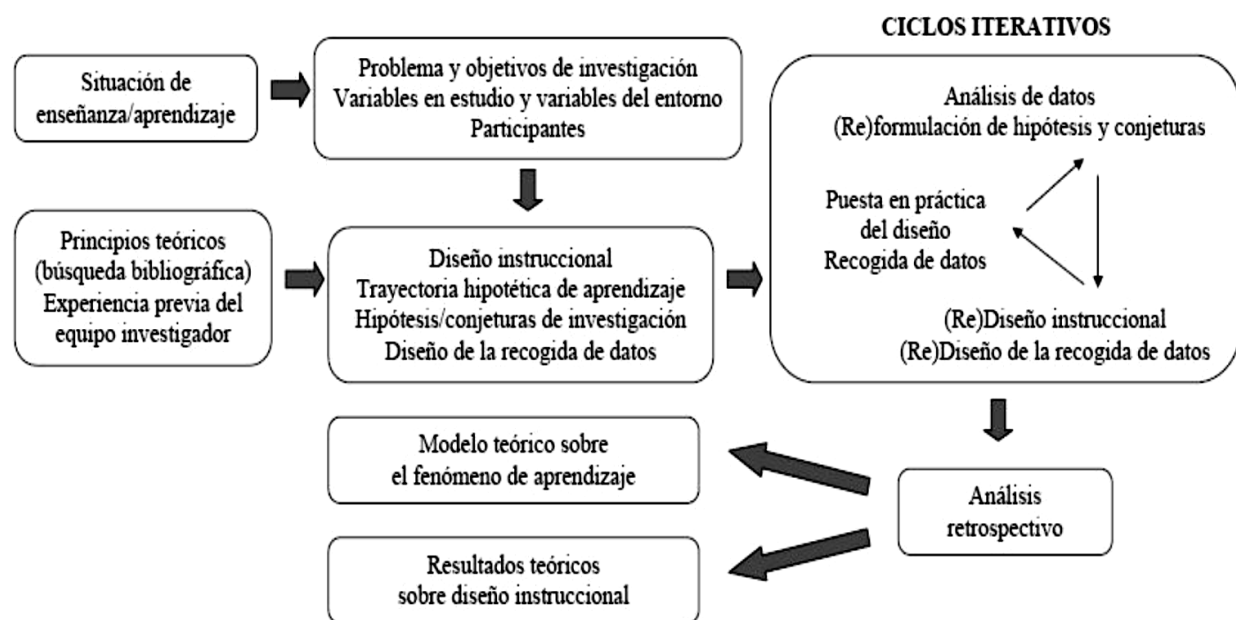 CICLOS ITERATIVOS
Situación de
enseñanza/aprendizaje
Problema y objetivos de investigación
Variables en estudio y variables del entorno
Participantes
Principios teóricos
(búsqueda bibliográfica)
Experiencia previa del
equipo investigador
Diseño instruccional
Trayectoria hipotética de aprendizaje
Hipótesis/conjeturas de investigación
Diseño de la recogida de datos
Análisis de datos
(Re)formulación de hipótesis y conjeturas
Puesta en práctica
del diseño
Recogida de datos
(Re)Diseño instruccional
(Re)Diseño de la recogida de datos
Análisis
retrospectivo
Modelo teórico sobre
el fenómeno de aprendizaje
Resultados teóricos
sobre diseño instruccional